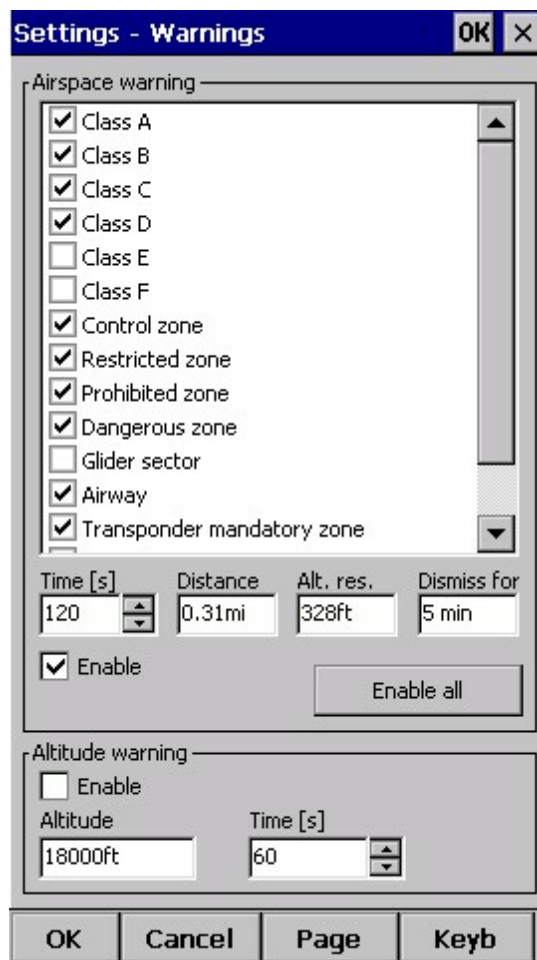 Settings - Warnings OK ×
Airspace warning
Class A
Class B
Class C
Class D
Class E
Class F
Control zone
Restricted zone
Prohibited zone
Dangerous zone
Glider sector
Airway
Transponder mandatory zone
Time [s] Distance Alt. res. Dismiss for
120 0.31mi 328ft 5 min
Enable
Enable all
Altitude warning
Enable
Altitude Time [s]
18000ft 60
OK Cancel Page Keyb